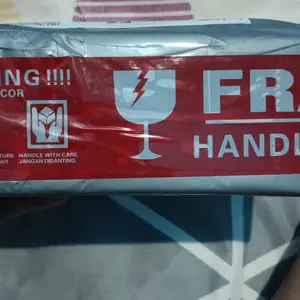 ING !!!!
COR
TURE
AH
HANDLE WITH CARE
JANGAN DIBANTING
FRA
HANDL